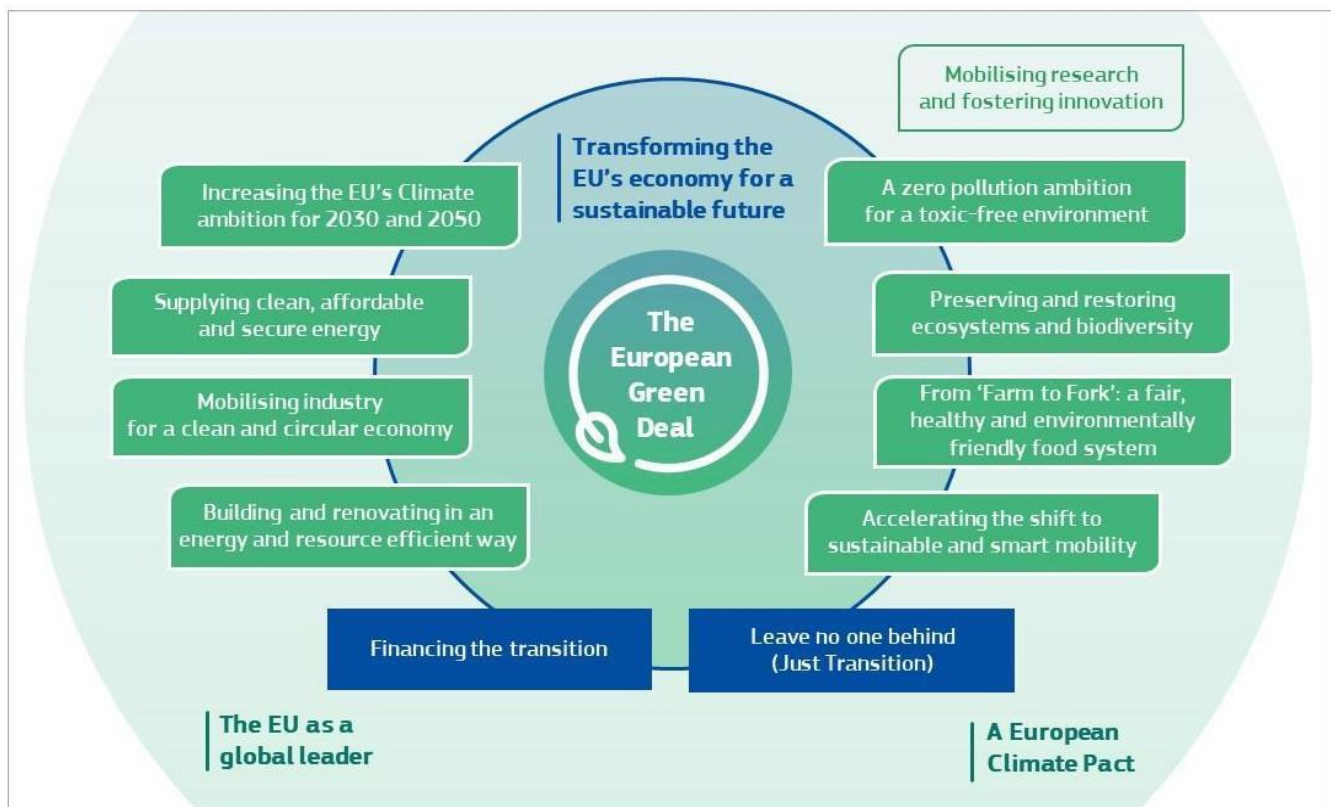 Mobilising research
and fostering innovation
Transforming the
EU's economy for a
sustainable future
Increasing the EU's Climate
ambition for 2030 and 2050
A zero pollution ambition
for a toxic-free environment
Supplying clean, affordable
and secure energy
Preserving and restoring
ecosystems and biodiversity
The
European
Green
Deal
Mobilising industry
for a clean and circular economy
From ‘Farm to Fork’: a fair,
healthy and environmentally
friendly food system
Building and renovating in an
energy and resource efficient way
Accelerating the shift to
sustainable and smart mobility
Financing the transition
Leave no one behind
(Just Transition)
The EU as a
global leader
A European
Climate Pact